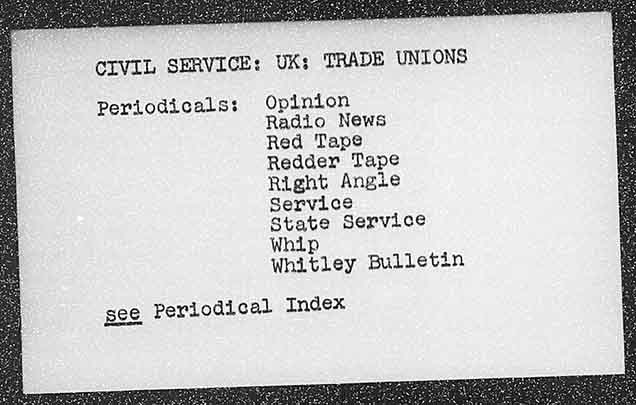 CIVIL SERVICE: UK: TRADE UNIONS
Periodicals: Opinion
Radio News
Red Tape
Redder Tape
Right Angle
Service
State Service
Whip
Whitley Bulletin
see Periodical Index